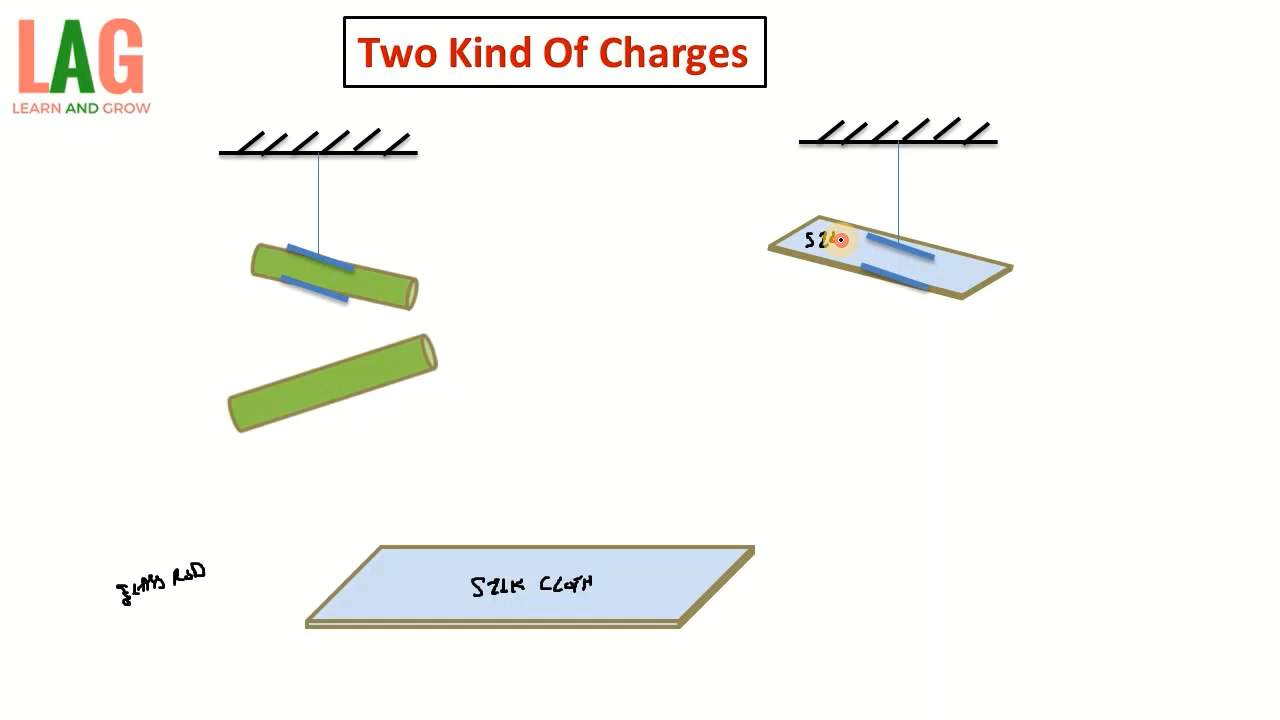 LAG
LEARN AND GROW
Two Kind Of Charges
GLASS ROD
SILK CLOTH